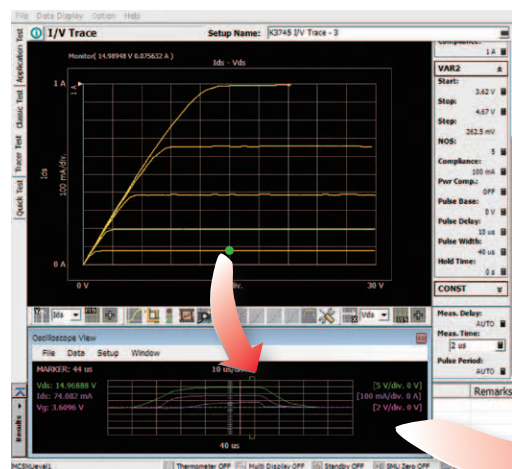 File Data Display Option Help
I/V Trace
Setup Name: K3745 I/V Trace - 3
Quick Test Tracer Test Classic Test Application Test
Monitor( 14.98948 V 0.075632 A )
Ids - Vds
1 A
1 A
Ids
100 mA/div.
0 A
0 V
div.
30 V
Compliance:
1 A
VAR2
Start:
3.62 V
Stop:
4.67 V
Step:
262.5 mV
NOS:
5
Compliance:
100 mA
Pwr Comp.:
OFF
Pulse Base:
0 V
Pulse Delay:
10 us
Pulse Width:
40 us
Hold Time:
0 s
CONST
Meas. Delay:
AUTO
Meas. Time:
2 us
Pulse Period:
AUTO
Ids
Vds
Oscilloscope View
File Data Setup Window
MARKER: 44 us
10 us/
Vds: 14.96888 V
Ids: 74.082 mA
Vg: 3.6096 V
[5 V/div. 0 V]
[100 mA/div. 0 A]
[2 V/div. 0 V]
40 us
Results
Remarks
Thermometer OFF
Multi Display OFF
Standby OFF
SMU Zero OFF